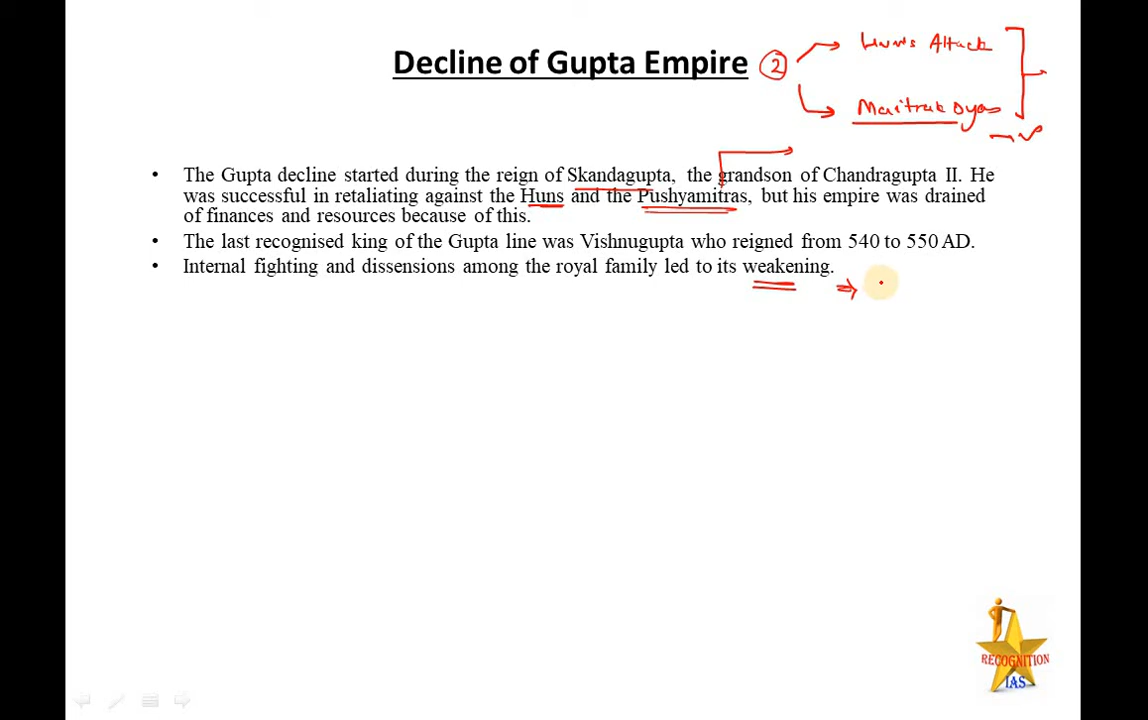 Decline of Gupta Empire
2
Huns Attack
Maitrak Dyas
• The Gupta decline started during the reign of Skandagupta, the grandson of Chandragupta II. He
was successful in retaliating against the Huns and the Pushyamitras, but his empire was drained
of finances and resources because of this.
• The last recognised king of the Gupta line was Vishnugupta who reigned from 540 to 550 AD.
• Internal fighting and dissensions among the royal family led to its weakening.
RECOGNITION
IAS